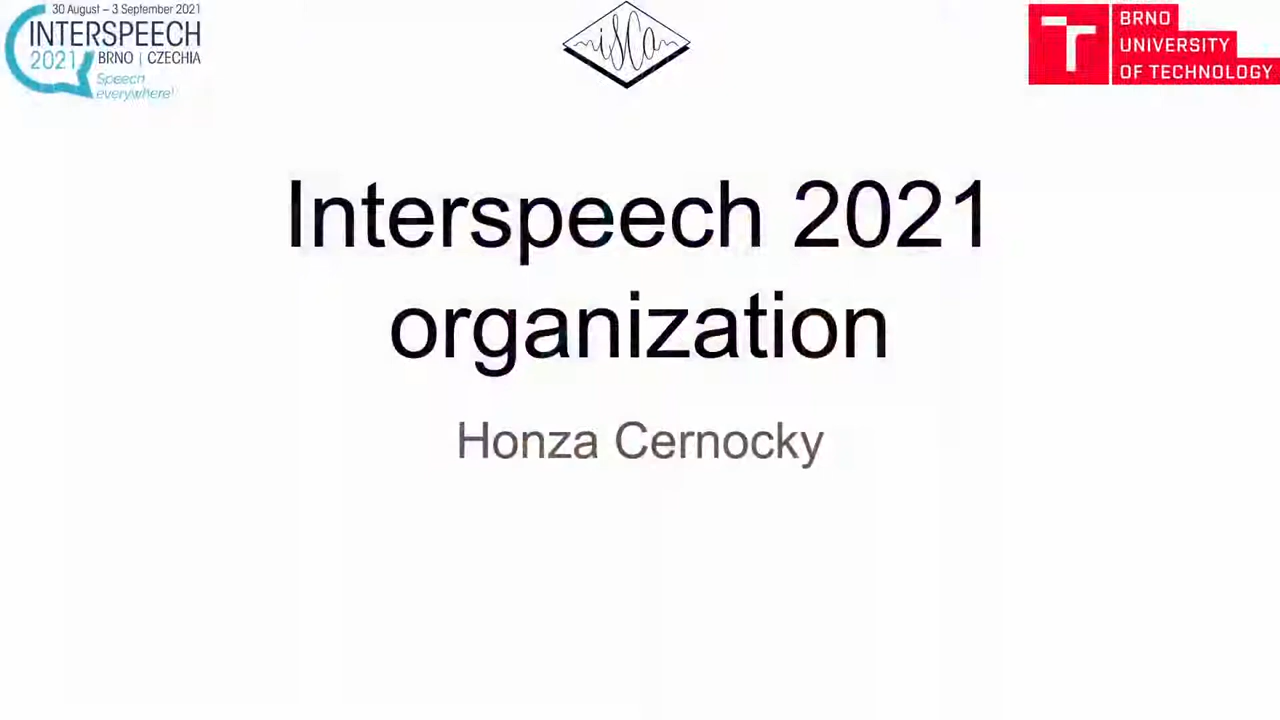 30 August – 3 September 2021
INTERSPEECH
2021 BRNO | CZECHIA
Speech
everywhere!
isca
BRNO
UNIVERSITY
OF TECHNOLOGY
Interspeech 2021
organization
Honza Cernocky